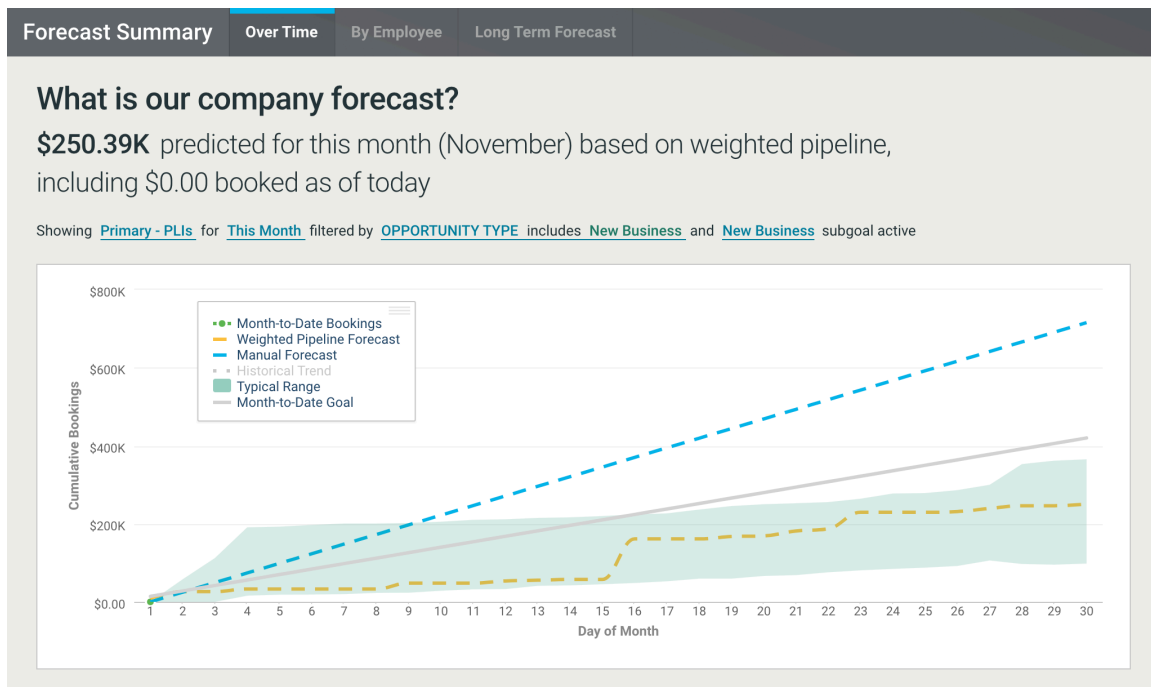 Forecast Summary Over Time By Employee Long Term Forecast
What is our company forecast?
$250.39K predicted for this month (November) based on weighted pipeline,
including $0.00 booked as of today
Showing Primary - PLIs for This Month filtered by OPPORTUNITY TYPE includes New Business and New Business subgoal active
$800K
$600K
$400K
$200K
$0.00
Cumulative Bookings
Month-to-Date Bookings
Weighted Pipeline Forecast
Manual Forecast
Historical Trend
Typical Range
Month-to-Date Goal
1 2 3 4 5 6 7 8 9 10 11 12 13 14 15 16 17 18 19 20 21 22 23 24 25 26 27 28 29 30
Day of Month